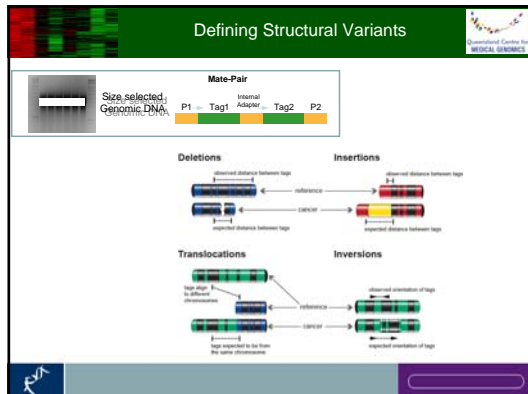 Defining Structural Variants
Queensland Centre for
MEDICAL GENOMICS
Mate-Pair
Size selected
Genomic DNA
P1
Tag1
Internal
Adapter
Tag2
P2
Deletions
observed distance between tags
reference
cancer
expected distance between tags
Insertions
observed distance between tags
expected distance between tags
Translocations
tags align
to different
chromosomes
reference
cancer
tags expected to be from
the same chromosome
Inversions
observed orientation of tags
expected orientation of tags